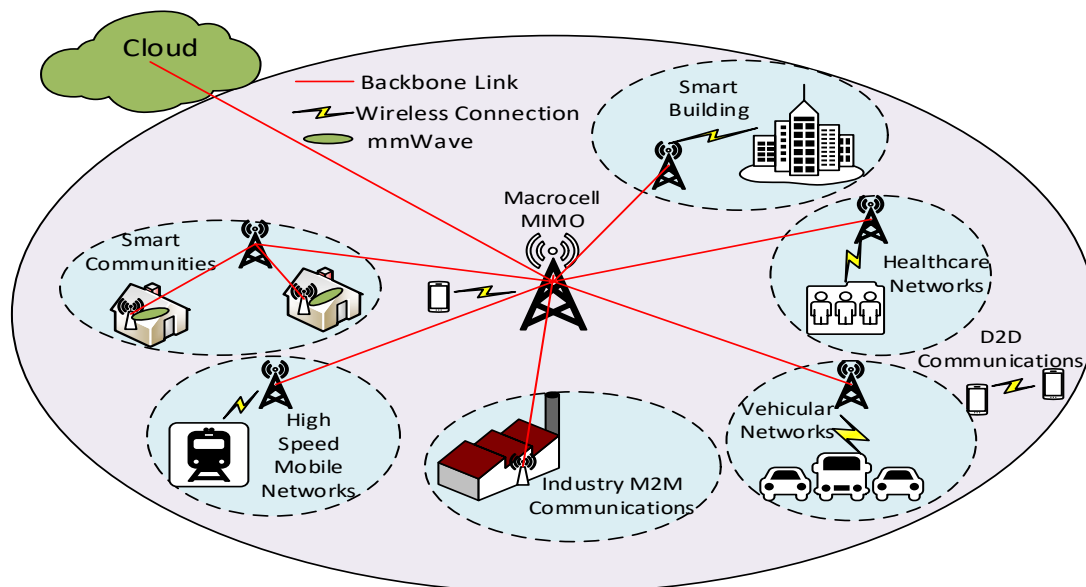 Cloud
Backbone Link
Wireless Connection
mmWave
Smart
Building
Macrocell
MIMO
Smart
Communities
Healthcare
Networks
D2D
Communications
High
Speed
Mobile
Networks
Vehicular
Networks
Industry M2M
Communications